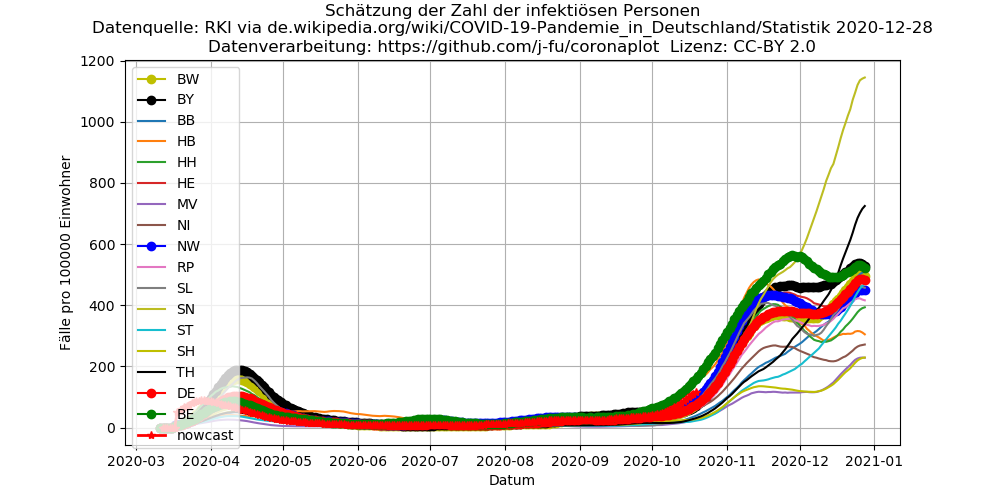 Schätzung der Zahl der infektiösen Personen
Datenquelle: RKI via de.wikipedia.org/wiki/COVID-19-Pandemie_in_Deutschland/Statistik 2020-12-28
Datenverarbeitung: https://github.com/j-fu/coronaplot  Lizenz: CC-BY 2.0
Fälle pro 100000 Einwohner
1200
1000
800
600
400
200
0
BW
BY
BB
HB
HH
HE
MV
NI
NW
RP
SL
SN
ST
SH
TH
DE
BE
nowcast
2020-03 2020-04 2020-05 2020-06 2020-07 2020-08 2020-09 2020-10 2020-11 2020-12 2021-01
Datum